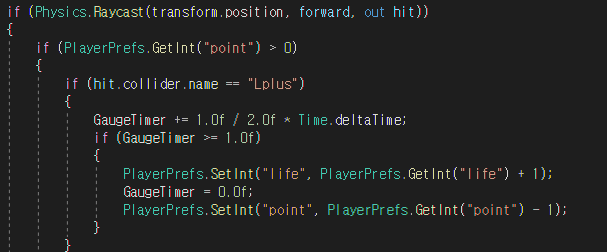 if (Physics.Raycast(transform.position, forward, out hit))
{
if (PlayerPrefs.GetInt("point") > 0)
{
if (hit.collider.name == "Lplus")
{
GaugeTimer += 1.0f / 2.0f * Time.deltaTime;
if (GaugeTimer >= 1.0f)
{
PlayerPrefs.SetInt("life", PlayerPrefs.GetInt("life") + 1);
GaugeTimer = 0.0f;
PlayerPrefs.SetInt("point", PlayerPrefs.GetInt("point") - 1);
}
}